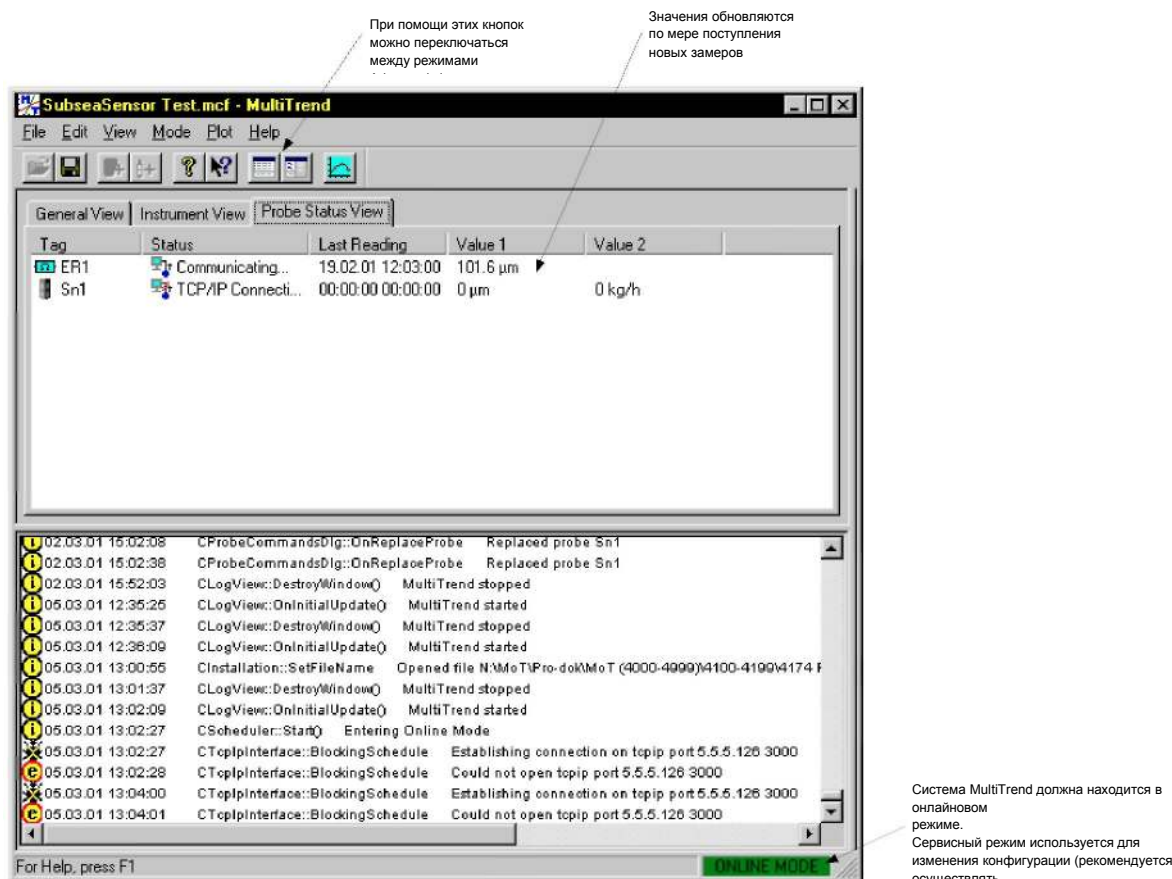 При помощи этих кнопок
можно переключаться
между режимами
Значения обновляются
по мере поступления
новых замеров
SubseaSensor Test.mcf - MultiTrend
File Edit View Mode Plot Help
General View Instrument View Probe Status View
Tag Status Last Reading Value 1 Value 2
ER1 Communicating... 19.02.01 12:03:00 101.6 µm
Sn1 TCP/IP Connecti... 00:00:00 00:00:00 0 µm 0 kg/h
02.03.01 15:02:08 CProbeCommandsDlg::OnReplaceProbe Replaced probe Sn1
02.03.01 15:02:38 CProbeCommandsDlg::OnReplaceProbe Replaced probe Sn1
02.03.01 15:52:03 CLogView::DestroyWindow() MultiTrend stopped
05.03.01 12:35:25 CLogView::OnInitialUpdate() MultiTrend started
05.03.01 12:35:37 CLogView::DestroyWindow() MultiTrend stopped
05.03.01 12:36:09 CLogView::OnInitialUpdate() MultiTrend started
05.03.01 13:00:55 CInstallation::SetFileName Opened file N:\MoT\Pro-dok\MoT (4000-4999)\4100-4199\4174 F
05.03.01 13:01:37 CLogView::DestroyWindow() MultiTrend stopped
05.03.01 13:02:09 CLogView::OnInitialUpdate() MultiTrend started
05.03.01 13:02:27 CScheduler::Start() Entering Online Mode
05.03.01 13:02:27 CTcpIpInterface::BlockingSchedule Establishing connection on tcpip port 5.5.5.126 3000
05.03.01 13:02:28 CTcpIpInterface::BlockingSchedule Could not open tcpip port 5.5.5.126 3000
05.03.01 13:04:00 CTcpIpInterface::BlockingSchedule Establishing connection on tcpip port 5.5.5.126 3000
05.03.01 13:04:01 CTcpIpInterface::BlockingSchedule Could not open tcpip port 5.5.5.126 3000
For Help, press F1 ONLINE MODE
Система MultiTrend должна находится в
онлайновом
режиме.
Сервисный режим используется для
изменения конфигурации (рекомендуется
осуществлять